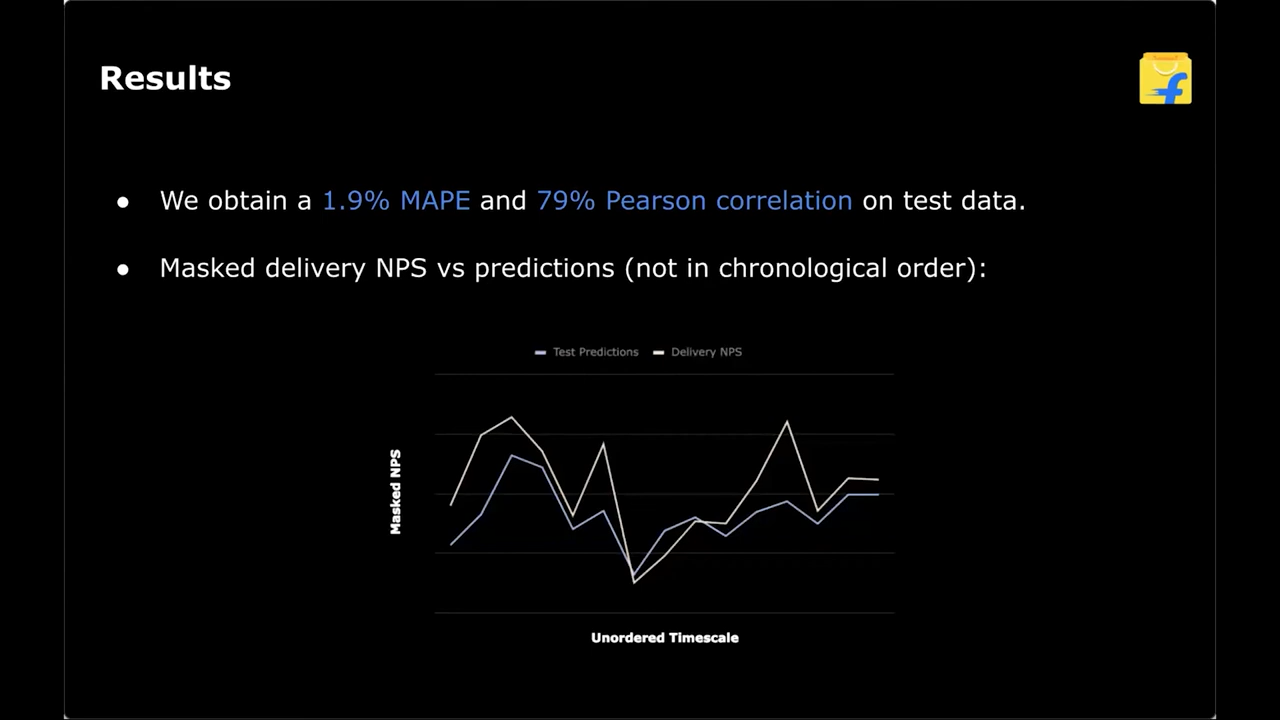 Results
● We obtain a 1.9% MAPE and 79% Pearson correlation on test data.
● Masked delivery NPS vs predictions (not in chronological order):
Test Predictions Delivery NPS
Masked NPS
Unordered Timescale